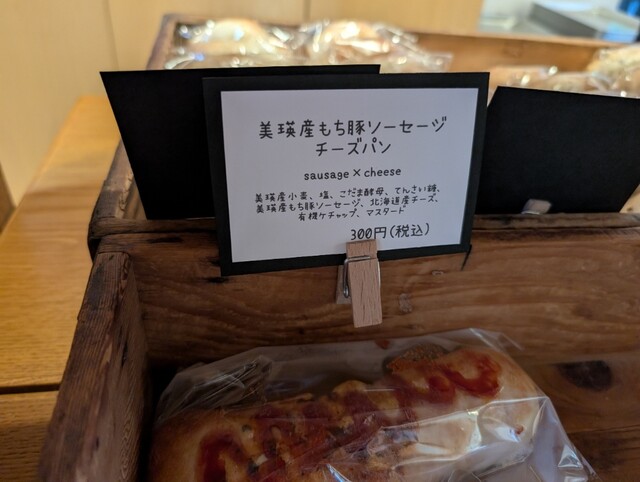 美瑛産もち豚ソーセージ
チーズパン
sausage×cheese
美瑛産小麦、塩、こだま酵母、てんさい糖、
美瑛産もち豚ソーセージ、北海道産チーズ、
有機ケチャップ、マスタード
300円(税込)